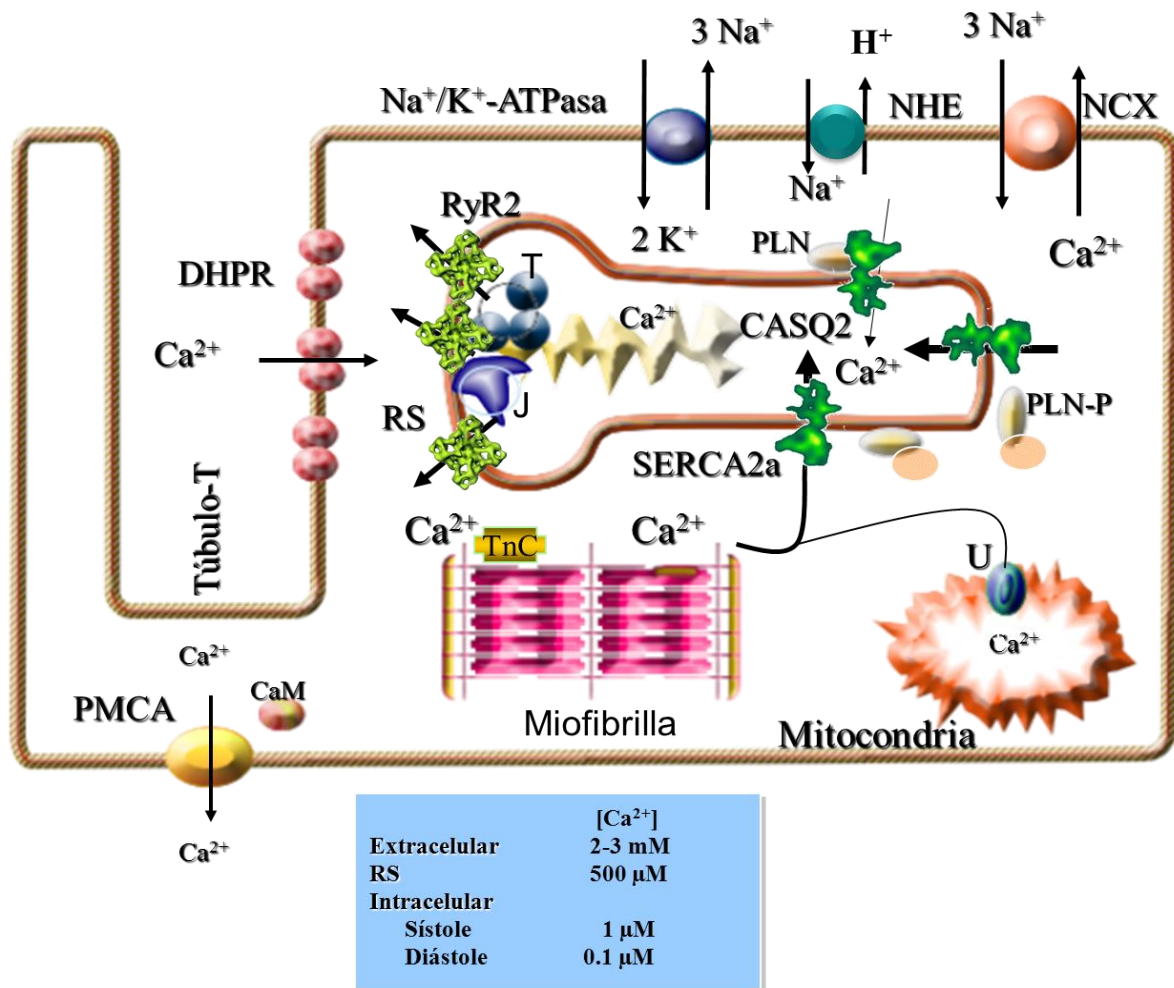 3 Na⁺
H⁺
3 Na⁺
Na⁺/K⁺-ATPasa
NHE
NCX
Na⁺
RyR2
2 K⁺
PLN
Ca²⁺
DHPR
T
Ca²⁺
CASQ2
Ca²⁺
Ca²⁺
J
RS
PLN-P
SERCA2a
Túbulo-T
Ca²⁺
TnC
Ca²⁺
U
Ca²⁺
Ca²⁺
CaM
PMCA
Miofibrilla
Mitocondria
Ca²⁺
[Ca²⁺]
Extracelular 2-3 mM
RS 500 µM
Intracelular
Sístole 1 µM
Diástole 0.1 µM